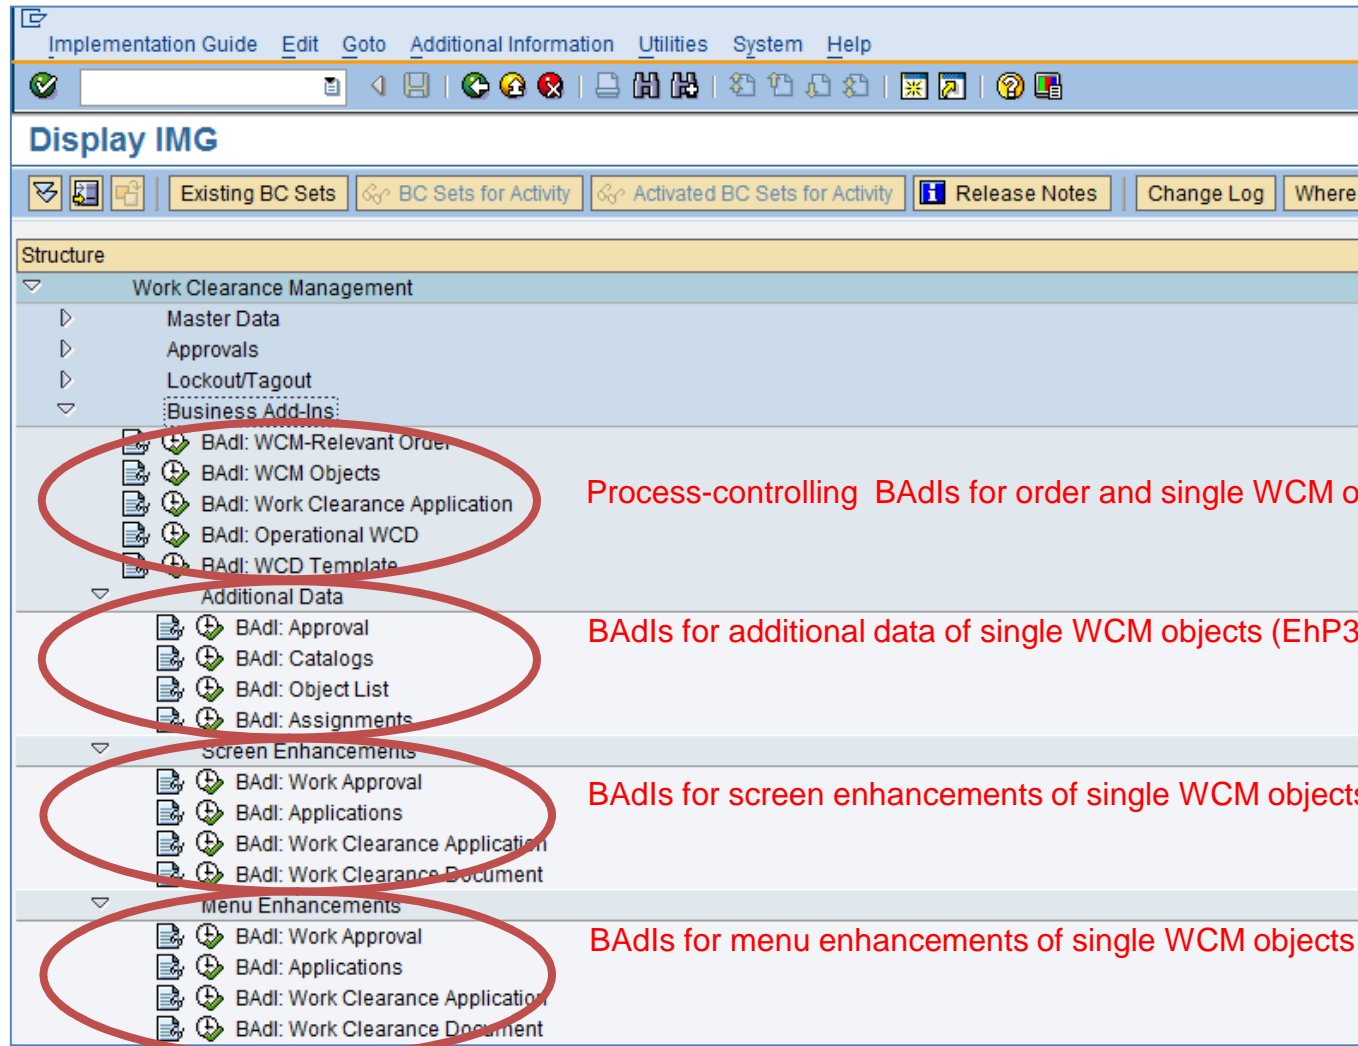 Implementation Guide Edit Goto Additional Information Utilities System Help
Display IMG
Existing BC Sets BC Sets for Activity Activated BC Sets for Activity Release Notes Change Log Where
Structure
Work Clearance Management
Master Data
Approvals
Lockout/Tagout
Business Add-Ins
BAdI: WCM-Relevant Order
BAdI: WCM Objects
BAdI: Work Clearance Application
Process-controlling BAdIs for order and single WCM o
BAdI: Operational WCD
BAdI: WCD Template
Additional Data
BAdI: Approval
BAdIs for additional data of single WCM objects (EhP3
BAdI: Catalogs
BAdI: Object List
BAdI: Assignments
Screen Enhancements
BAdI: Work Approval
BAdIs for screen enhancements of single WCM objects
BAdI: Applications
BAdI: Work Clearance Application
BAdI: Work Clearance Document
Menu Enhancements
BAdI: Work Approval
BAdIs for menu enhancements of single WCM objects
BAdI: Applications
BAdI: Work Clearance Application
BAdI: Work Clearance Document